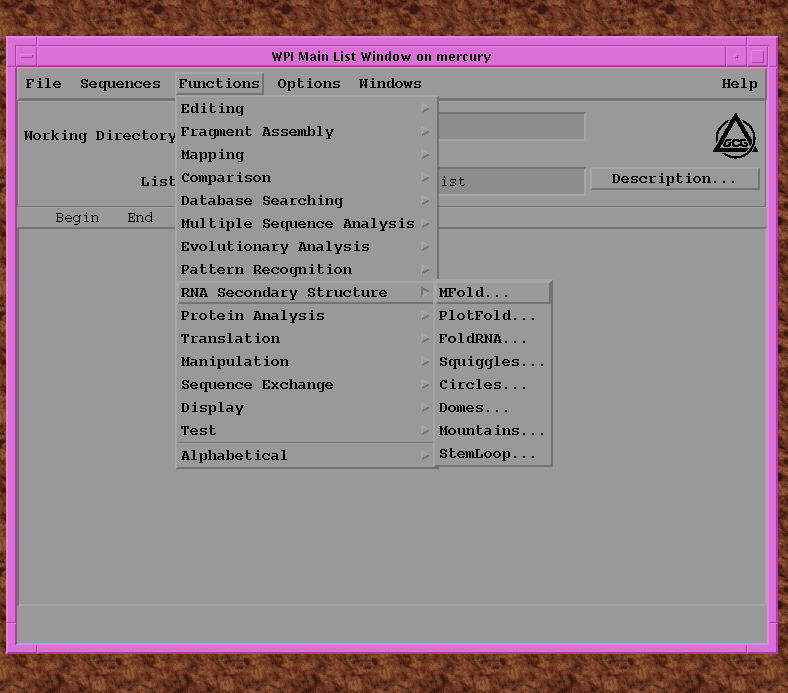 WPI Main List Window on mercury
File Sequences Functions Options Windows Help
Editing
Fragment Assembly
Working Directory
GCG
Mapping
Comparison
List
ist
Description...
Database Searching
Begin End
Multiple Sequence Analysis
Evolutionary Analysis
Pattern Recognition
RNA Secondary Structure
MFold...
Protein Analysis
PlotFold...
Translation
FoldRNA...
Manipulation
Squiggles...
Sequence Exchange
Circles...
Display
Domes...
Test
Mountains...
Alphabetical
StemLoop...